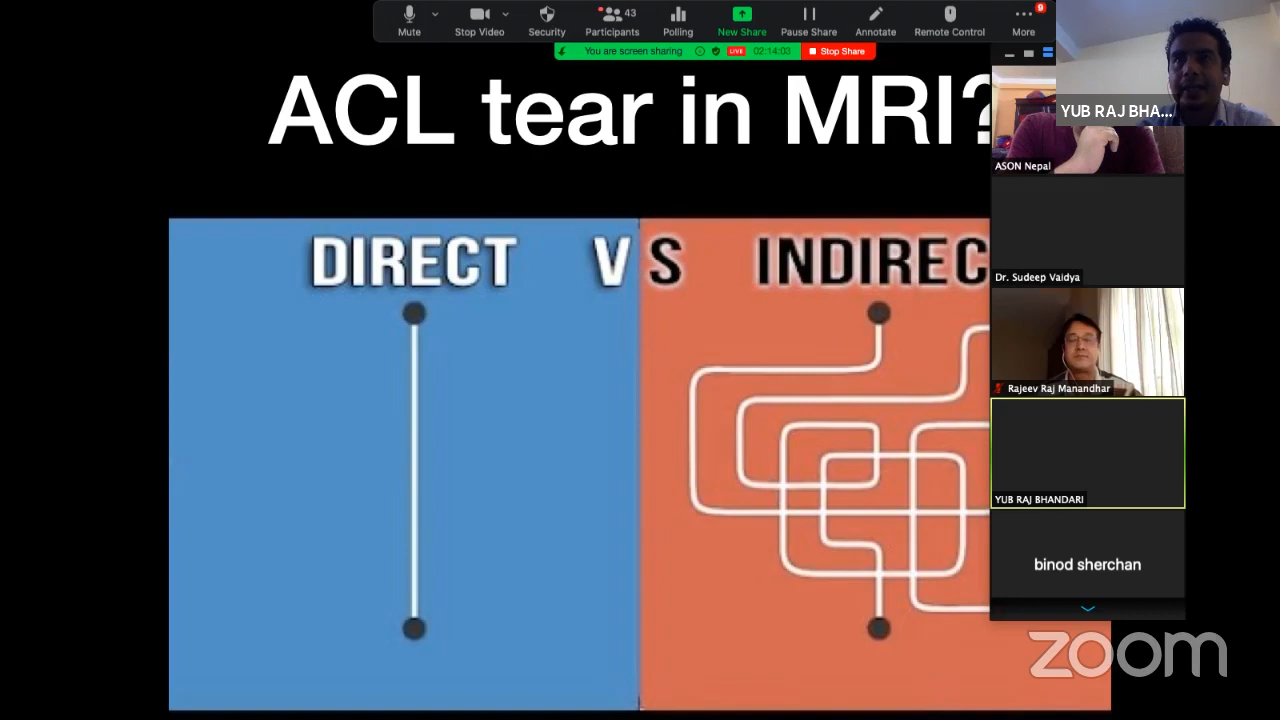 43
Mute
Stop Video
Security
Participants
Polling
New Share
Pause Share
Annotate
Remote Control
More
9
You are screen sharing
LIVE
02:14:03
Stop Share
YUB RAJ BHA...
ACL tear in MRI?
ASON Nepal
DIRECT VS INDIREC
Dr. Sudeep Vaidya
Rajeev Raj Manandhar
YUB RAJ BHANDARI
binod sherchan
zoom